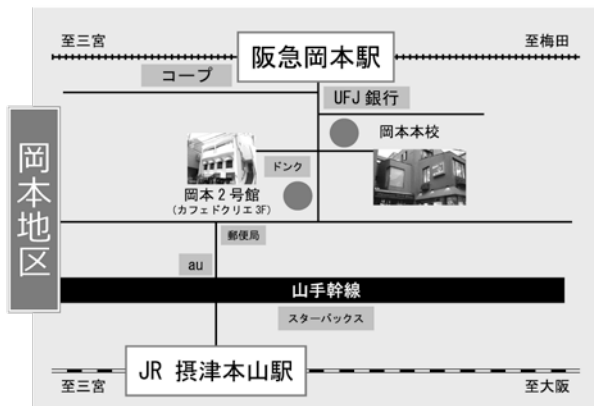 至三宮
阪急岡本駅
至梅田
コープ
UFJ 銀行
岡本本校
岡本地区
ドンク
岡本2号館
(カフェドクリエ3F)
郵便局
au
山手幹線
スターバックス
JR 摂津本山駅
至三宮
至大阪